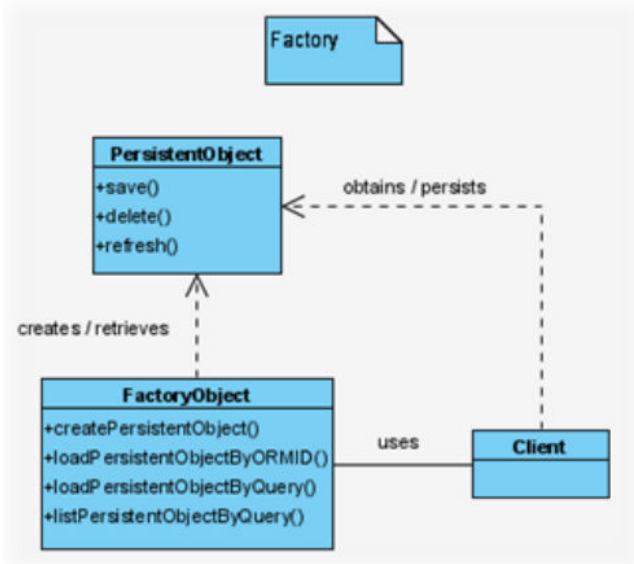 Factory
PersistentObject
+save()
+delete()
+refresh()
obtains / persists
creates / retrieves
FactoryObject
+createPersistentObject()
+loadPersistentObjectByORMID()
+loadPersistentObjectByQuery()
+listPersistentObjectByQuery()
uses
Client